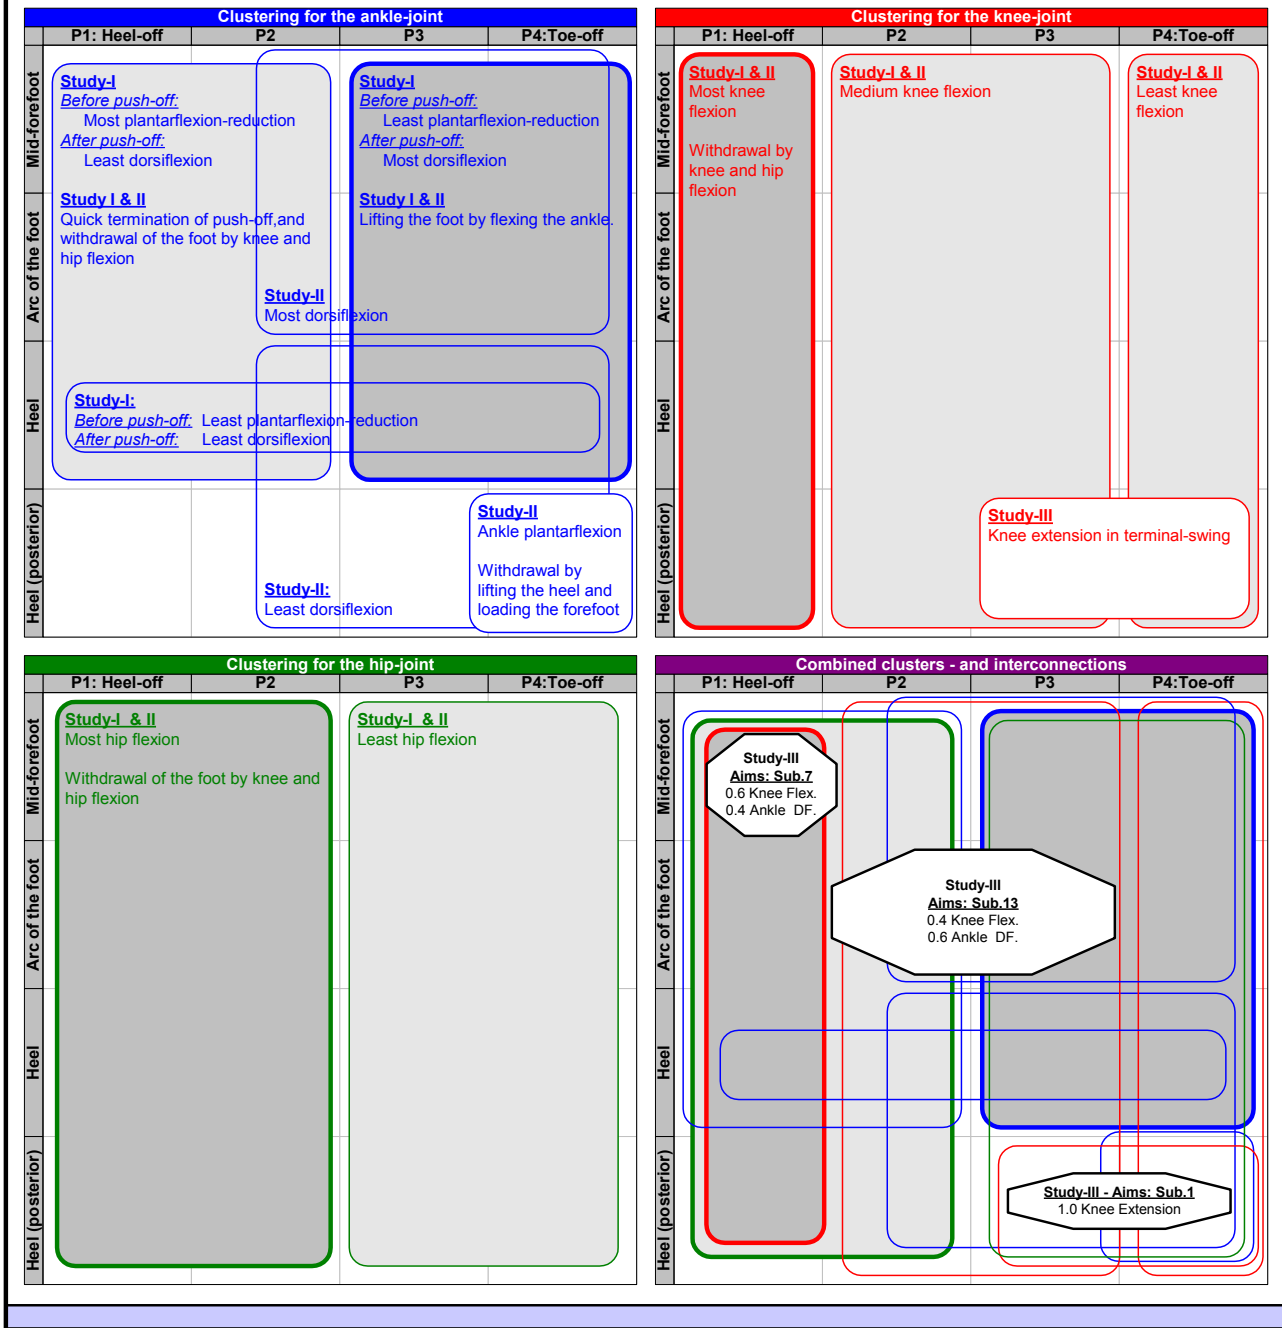 Clustering for the ankle-joint
P1: Heel-off P2 P3 P4:Toe-off
Mid-forefoot
Arc of the foot
Heel
Heel (posterior)
Study-I
Before push-off:
Most plantarflexion-reduction
After push-off:
Least dorsiflexion
Study I & II
Quick termination of push-off,and
withdrawal of the foot by knee and
hip flexion
Study-I
Before push-off:
Least plantarflexion-reduction
After push-off:
Most dorsiflexion
Study I & II
Lifting the foot by flexing the ankle.
Study-II
Most dorsiflexion
Study-I:
Before push-off: Least plantarflexion-reduction
After push-off: Least dorsiflexion
Study-II:
Least dorsiflexion
Study-II
Ankle plantarflexion
Withdrawal by
lifting the heel and
loading the forefoot
Clustering for the knee-joint
P1: Heel-off P2 P3 P4:Toe-off
Mid-forefoot
Arc of the foot
Heel
Heel (posterior)
Study-I & II
Most knee
flexion
Withdrawal by
knee and hip
flexion
Study-I & II
Medium knee flexion
Study-I & II
Least knee
flexion
Study-III
Knee extension in terminal-swing
Clustering for the hip-joint
P1: Heel-off P2 P3 P4:Toe-off
Mid-forefoot
Arc of the foot
Heel
Heel (posterior)
Study-I & II
Most hip flexion
Withdrawal of the foot by knee and
hip flexion
Study-I & II
Least hip flexion
Combined clusters - and interconnections
P1: Heel-off P2 P3 P4:Toe-off
Mid-forefoot
Arc of the foot
Heel
Heel (posterior)
Study-III
Aims: Sub.7
0.6 Knee Flex.
0.4 Ankle DF.
Study-III
Aims: Sub.13
0.4 Knee Flex.
0.6 Ankle DF.
Study-III - Aims: Sub.1
1.0 Knee Extension